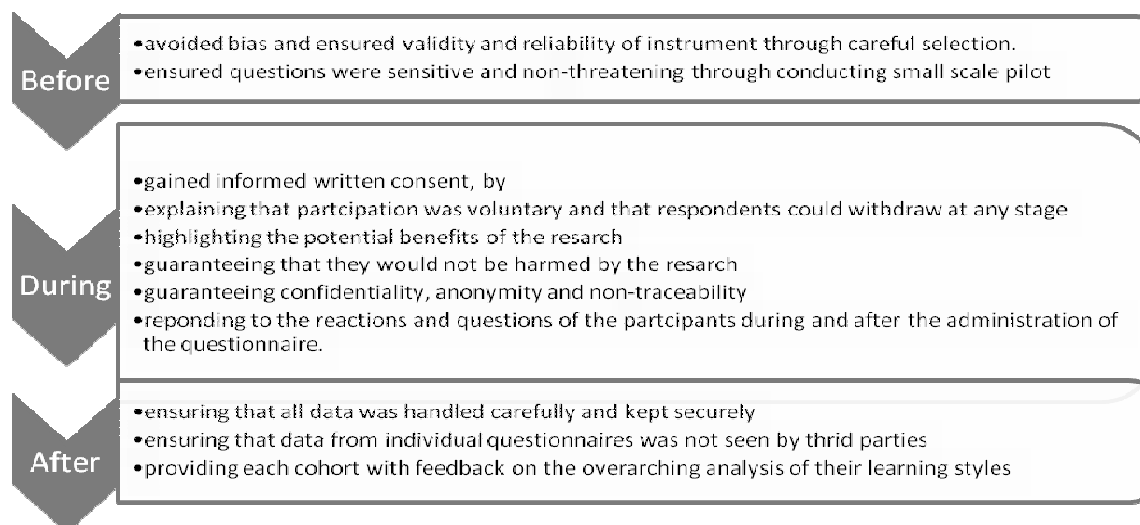 Before
•avoided bias and ensured validity and reliability of instrument through careful selection.
•ensured questions were sensitive and non-threatening through conducting small scale pilot
During
•gained informed written consent, by
•explaining that partcipation was voluntary and that respondents could withdraw at any stage
•highlighting the potential benefits of the resarch
•guaranteeing that they would not be harmed by the resarch
•guaranteeing confidentiality, anonymity and non-traceability
•reponding to the reactions and questions of the partcipants during and after the administration of
the questionnaire.
After
•ensuring that all data was handled carefully and kept securely
•ensuring that data from individual questionnaires was not seen by thrid parties
•providing each cohort with feedback on the overarching analysis of their learning styles